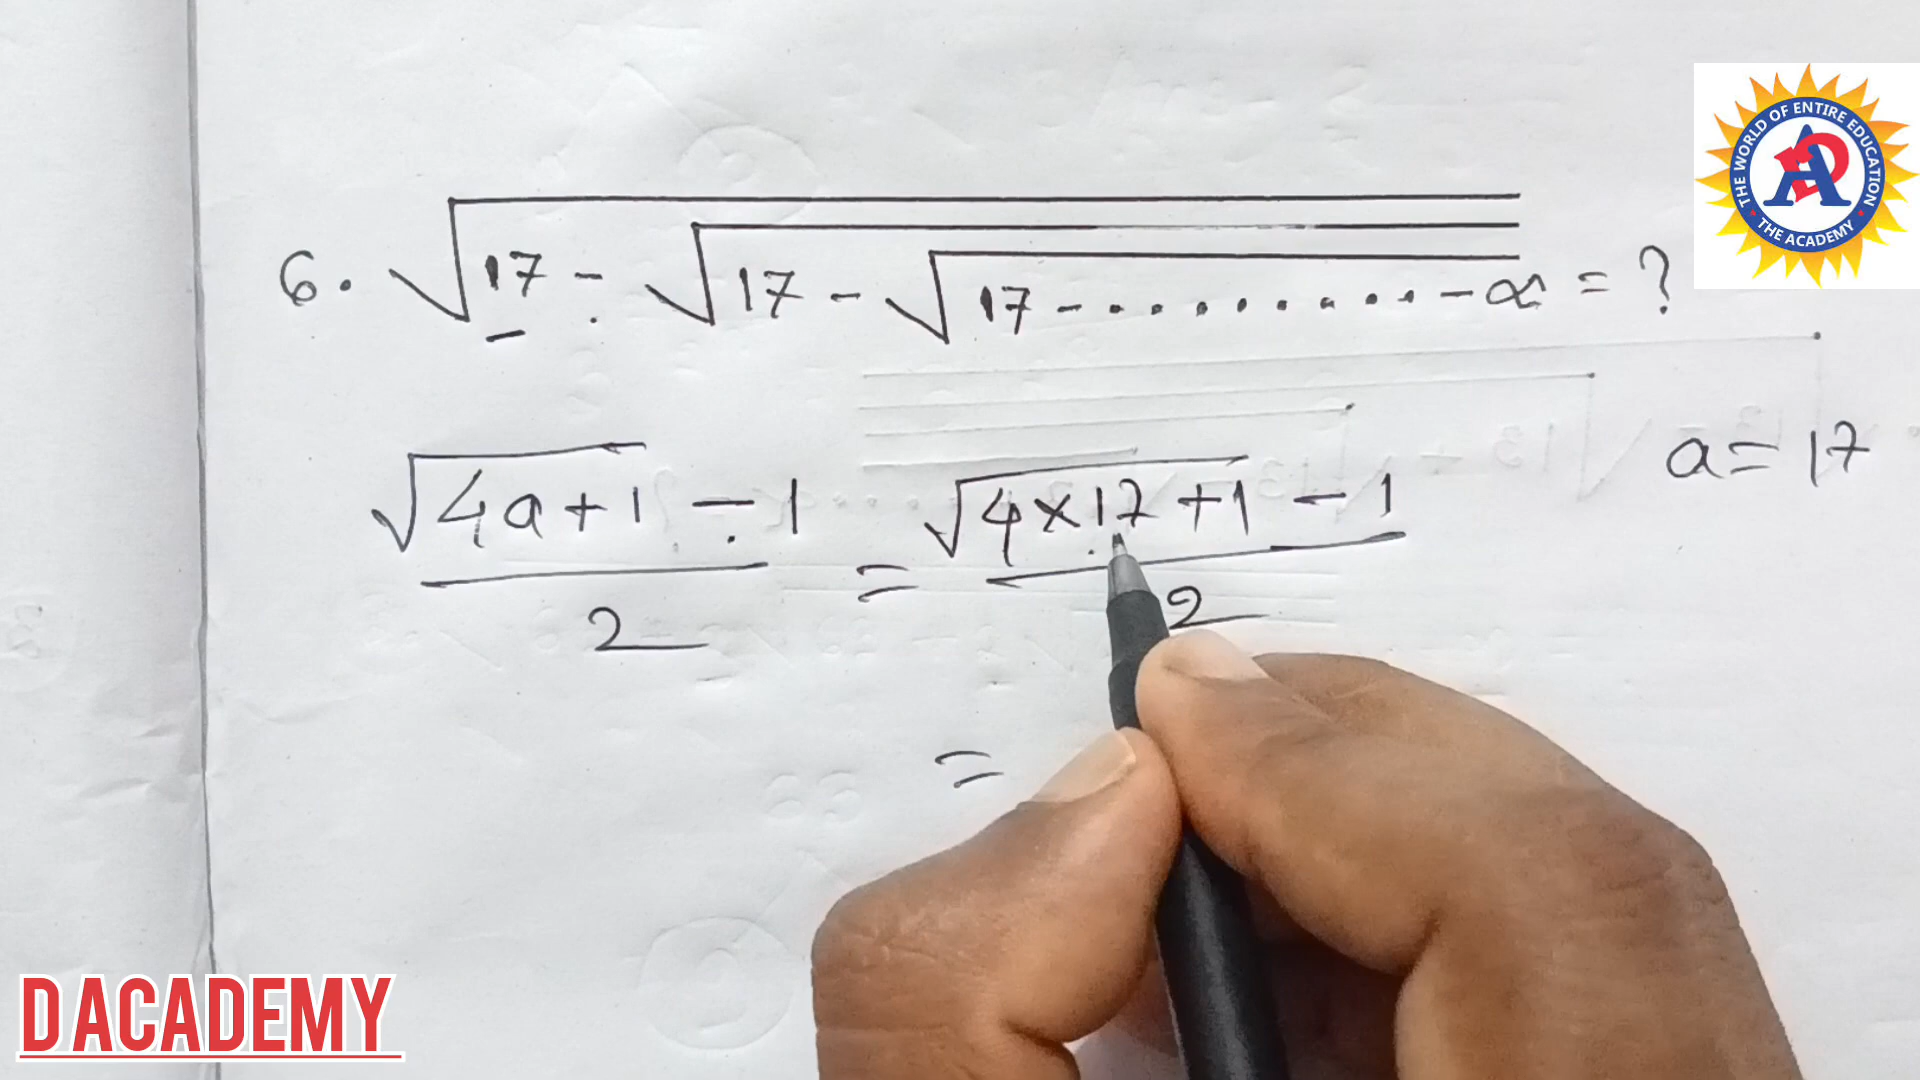 THE WORLD OF ENTIRE EDUCATION
THE ACADEMY
AD
6. √17 - √17 - √17 - .......... - ∝ = ?
a = 17
√4a+1 - 1 / 2 = √4×17+1 - 1 / 2
=
D ACADEMY